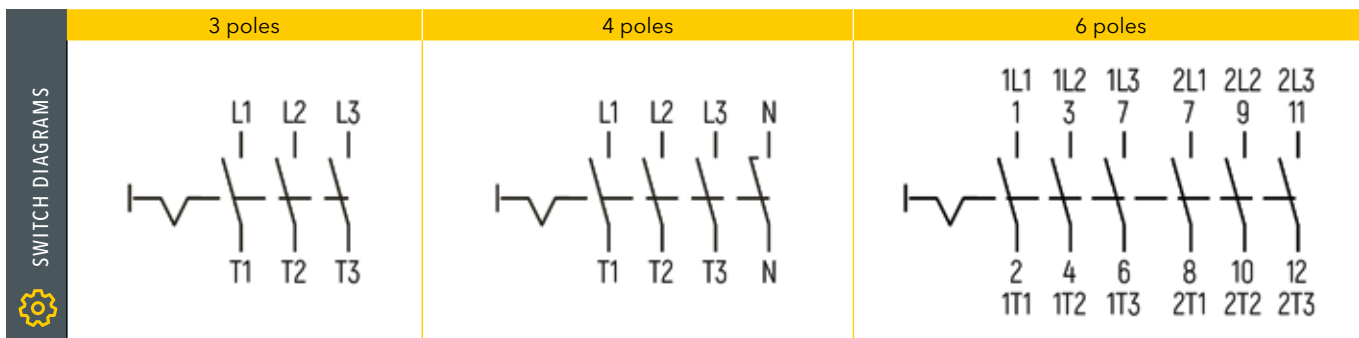 SWITCH DIAGRAMS
3 poles
L1 L2 L3
T1 T2 T3
4 poles
L1 L2 L3 N
T1 T2 T3 N
6 poles
1L1 1L2 1L3 2L1 2L2 2L3
1 3 7 7 9 11
2 4 6 8 10 12
1T1 1T2 1T3 2T1 2T2 2T3